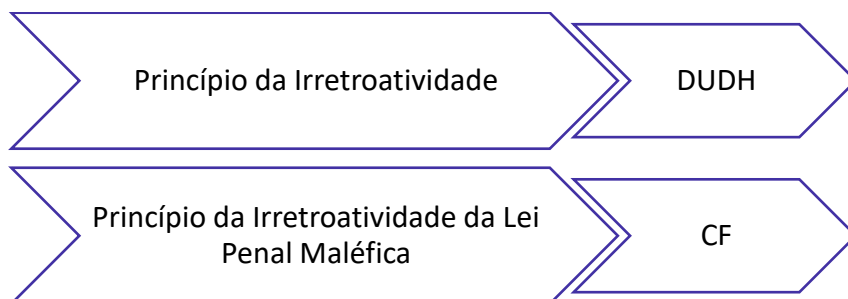 Princípio da Irretroatividade
DUDH
Princípio da Irretroatividade da Lei
Penal Maléfica
CF